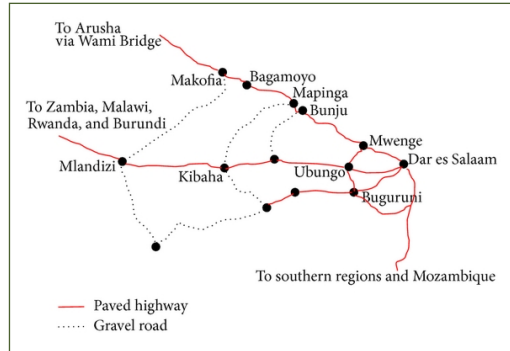 To Arusha
via Wami Bridge
Makofia
Bagamoyo
Mapinga
Bunju
To Zambia, Malawi,
Rwanda, and Burundi
Mwenge
Dar es Salaam
Mlandizi
Kibaha
Ubungo
Buguruni
To southern regions and Mozambique
Paved highway
Gravel road